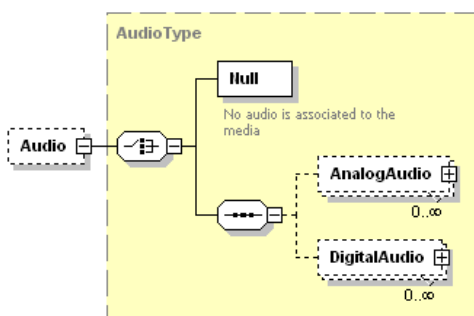 AudioType
Null
No audio is associated to the
media
Audio
AnalogAudio
0..∞
DigitalAudio
0..∞